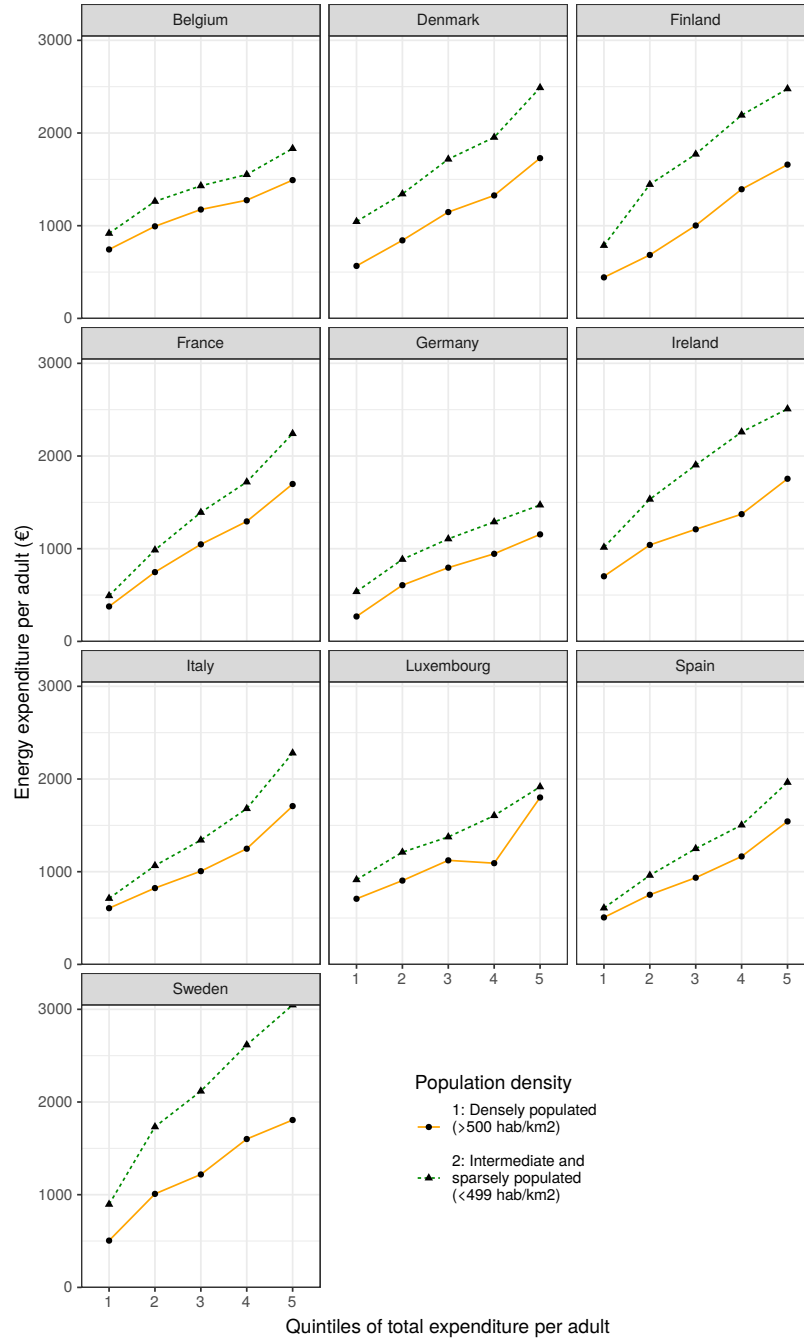 Belgium
Denmark
Finland
3000
2000
1000
0
France
Germany
Ireland
3000
2000
1000
0
Energy expenditure per adult (€)
Italy
Luxembourg
Spain
3000
2000
1000
0
1 2 3 4 5
1 2 3 4 5
Sweden
3000
2000
1000
0
1 2 3 4 5
Population density
1: Densely populated
(>500 hab/km2)
2: Intermediate and
sparsely populated
(<499 hab/km2)
Quintiles of total expenditure per adult